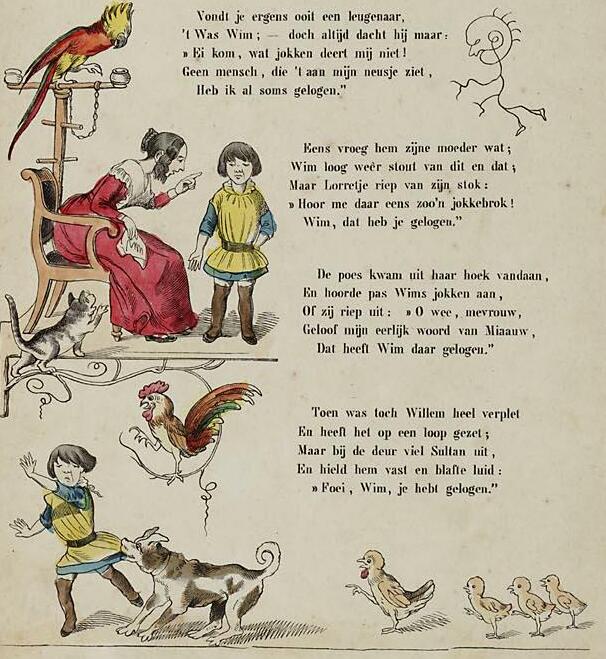 Vondt je ergens ooit een leugenaar,
't Was Wim; — doch altijd dacht hij maar:
» Ei kom, wat jokken deert mij niet!
Geen mensch, die 't aan mijn neusje ziet,
Heb ik al soms gelogen."
Eens vroeg hem zijne moeder wat;
Wim loog weêr stout van dit en dat;
Maar Lorretje riep van zijn stok:
» Hoor me daar eens zoo'n jokkebrok!
Wim, dat heb je gelogen."
De poes kwam uit haar hoek vandaan,
En hoorde pas Wims jokken aan,
Of zij riep uit: » O wee, mevrouw,
Geloof mijn eerlijk woord van Miaauw,
Dat heeft Wim daar gelogen."
Toen was toch Willem heel verplet
En heeft het op een loop gezet;
Maar bij de deur viel Sultan uit,
En hield hem vast en blafte luid:
» Foei, Wim, je hebt gelogen."